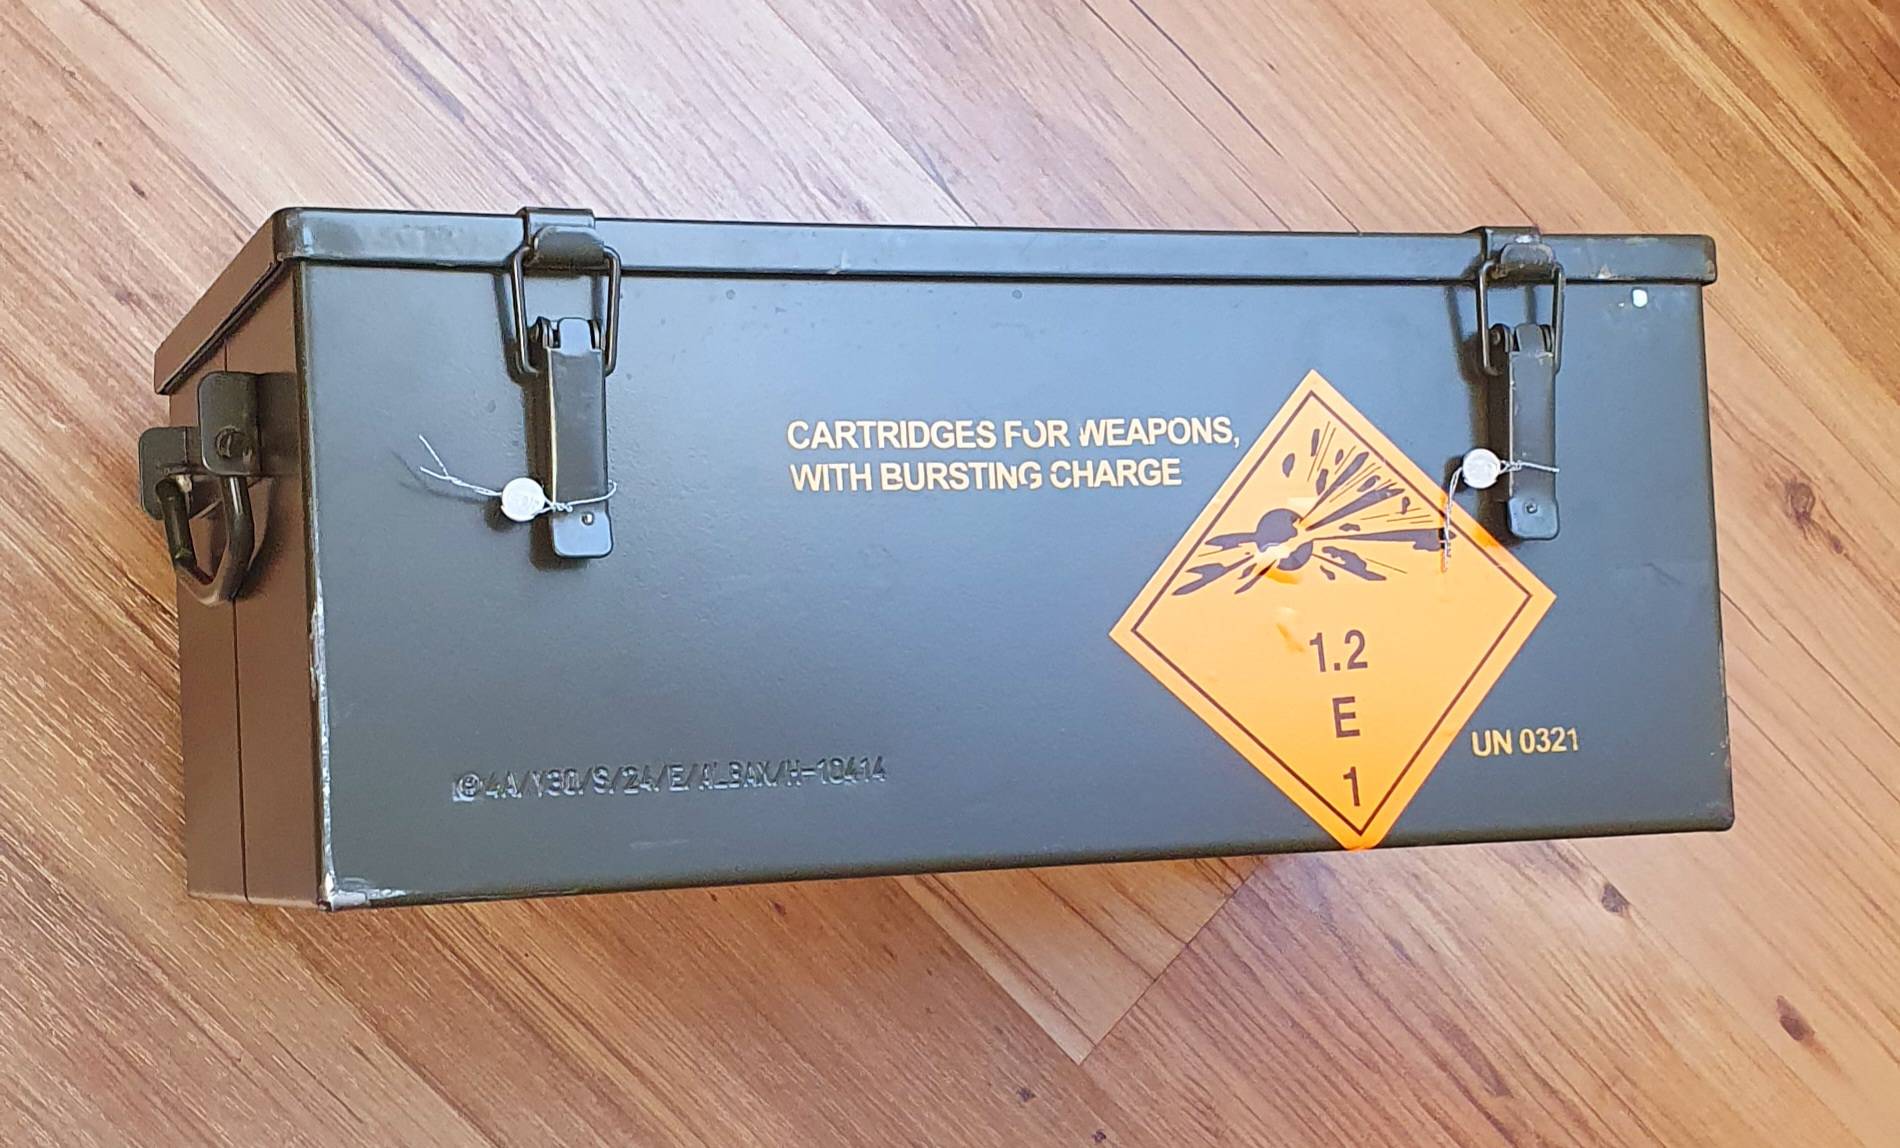 CARTRIDGES FOR WEAPONS,
WITH BURSTING CHARGE
1.2
E
1
UN 0321
4A/Y30/S/24/E/ALBAX/H-10414